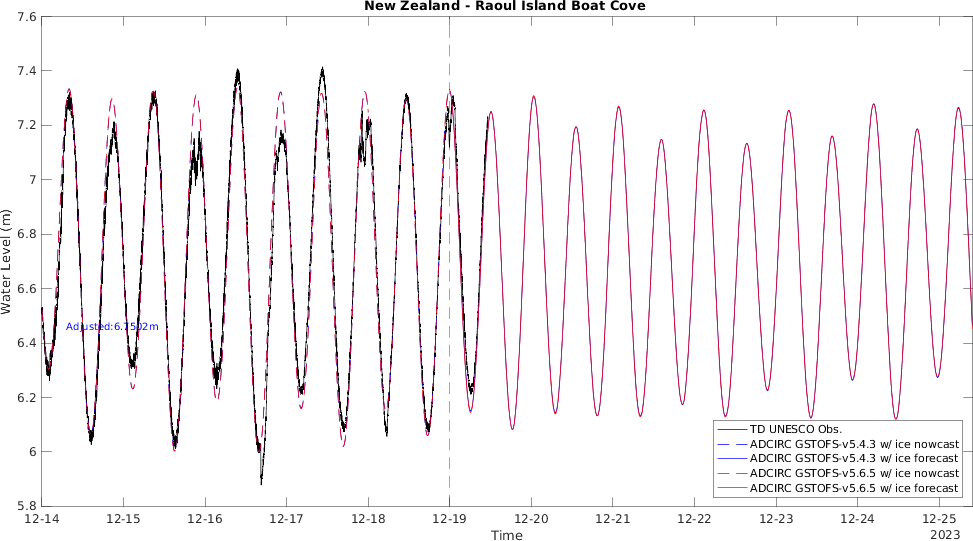 New Zealand - Raoul Island Boat Cove
7.6
7.4
7.2
7
6.8
6.6
6.4
6.2
6
5.8
Water Level (m)
Adjusted:6.7502m
TD UNESCO Obs.
ADCIRC GSTOFS-v5.4.3 w/ ice nowcast
ADCIRC GSTOFS-v5.4.3 w/ ice forecast
ADCIRC GSTOFS-v5.6.5 w/ ice nowcast
ADCIRC GSTOFS-v5.6.5 w/ ice forecast
12-14 12-15 12-16 12-17 12-18 12-19 12-20 12-21 12-22 12-23 12-24 12-25
Time
2023